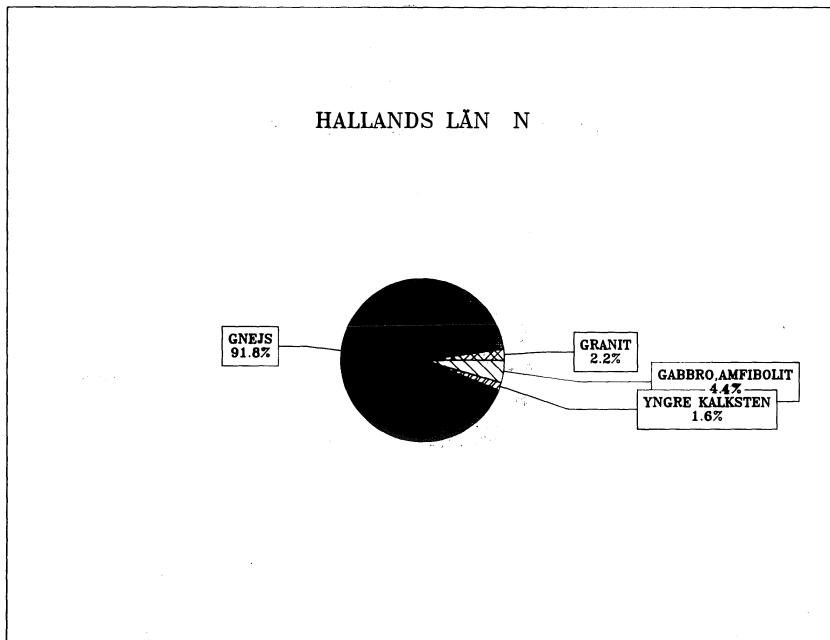 HALLANDS LÄN N
GNEJS
91.8%
GRANIT
2.2%
GABBRO,AMFIBOLIT
4.4%
YNGRE KALKSTEN
1.6%